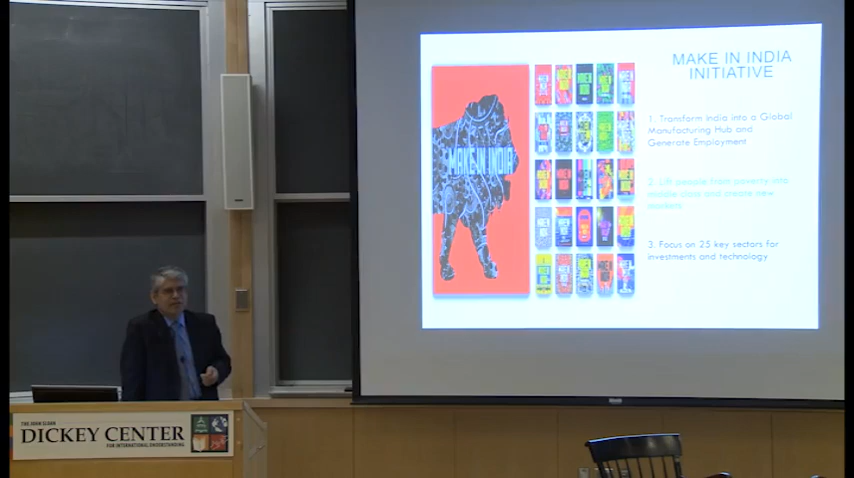 MAKE IN INDIA
INITIATIVE
MAKE IN INDIA
1. Transform India into a Global
Manufacturing Hub and
Generate Employment
2. Lift people from poverty into
middle class and create new
markets
3. Focus on 25 key sectors for
investments and technology
THE JOHN SLOAN
DICKEY CENTER
FOR INTERNATIONAL UNDERSTANDING